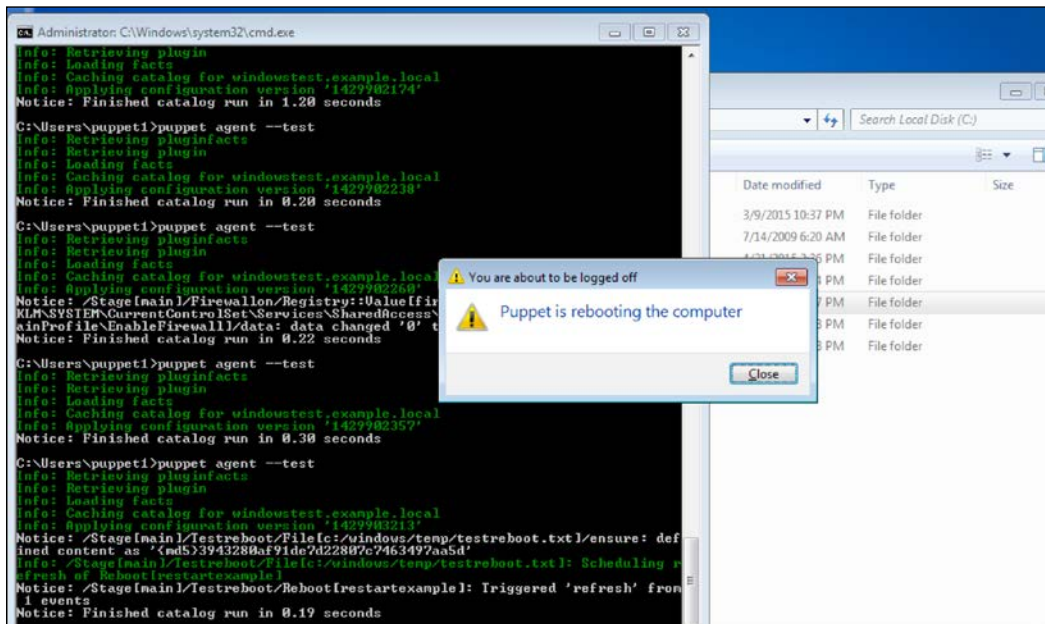 Administrator: C:\Windows\system32\cmd.exe
Info: Retrieving plugin
Info: Loading facts
Info: Caching catalog for windowstest.example.local
Info: Applying configuration version '1429902174'
Notice: Finished catalog run in 1.20 seconds
C:\Users\puppet1>puppet agent --test
Info: Retrieving pluginfacts
Info: Retrieving plugin
Info: Loading facts
Info: Caching catalog for windowstest.example.local
Info: Applying configuration version '1429902238'
Notice: Finished catalog run in 0.20 seconds
C:\Users\puppet1>puppet agent --test
Info: Retrieving pluginfacts
Info: Retrieving plugin
Info: Loading facts
Info: Caching catalog for windowstest.example.local
Info: Applying configuration version '1429902260'
Notice: /Stage[main]/Firewallon/Registry::Value[fir
KLM\SYSTEM\CurrentControlSet\Services\SharedAccess\
ainProfile\EnableFirewall]/data: data changed '0' t
Notice: Finished catalog run in 0.22 seconds
C:\Users\puppet1>puppet agent --test
Info: Retrieving pluginfacts
Info: Retrieving plugin
Info: Loading facts
Info: Caching catalog for windowstest.example.local
Info: Applying configuration version '1429902357'
Notice: Finished catalog run in 0.30 seconds
C:\Users\puppet1>puppet agent --test
Info: Retrieving pluginfacts
Info: Retrieving plugin
Info: Loading facts
Info: Caching catalog for windowstest.example.local
Info: Applying configuration version '1429903213'
Notice: /Stage[main]/Testreboot/File[c:/windows/temp/testreboot.txt]/ensure: def
ined content as '{md5}3943280af91de7d22807c7463497aa5d'
Info: /Stage[main]/Testreboot/File[c:/windows/temp/testreboot.txt]: Scheduling r
efresh of Reboot[restartexample]
Notice: /Stage[main]/Testreboot/Reboot[restartexample]: Triggered 'refresh' from
1 events
Notice: Finished catalog run in 0.19 seconds
You are about to be logged off
Puppet is rebooting the computer
Close
Search Local Disk (C:)
Date modified Type Size
3/9/2015 10:37 PM File folder
7/14/2009 6:20 AM File folder
PM File folder
PM File folder
PM File folder
PM File folder
PM File folder